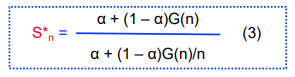 α + (1 – α)G(n)
S*n = (3)
α + (1 – α)G(n)/n